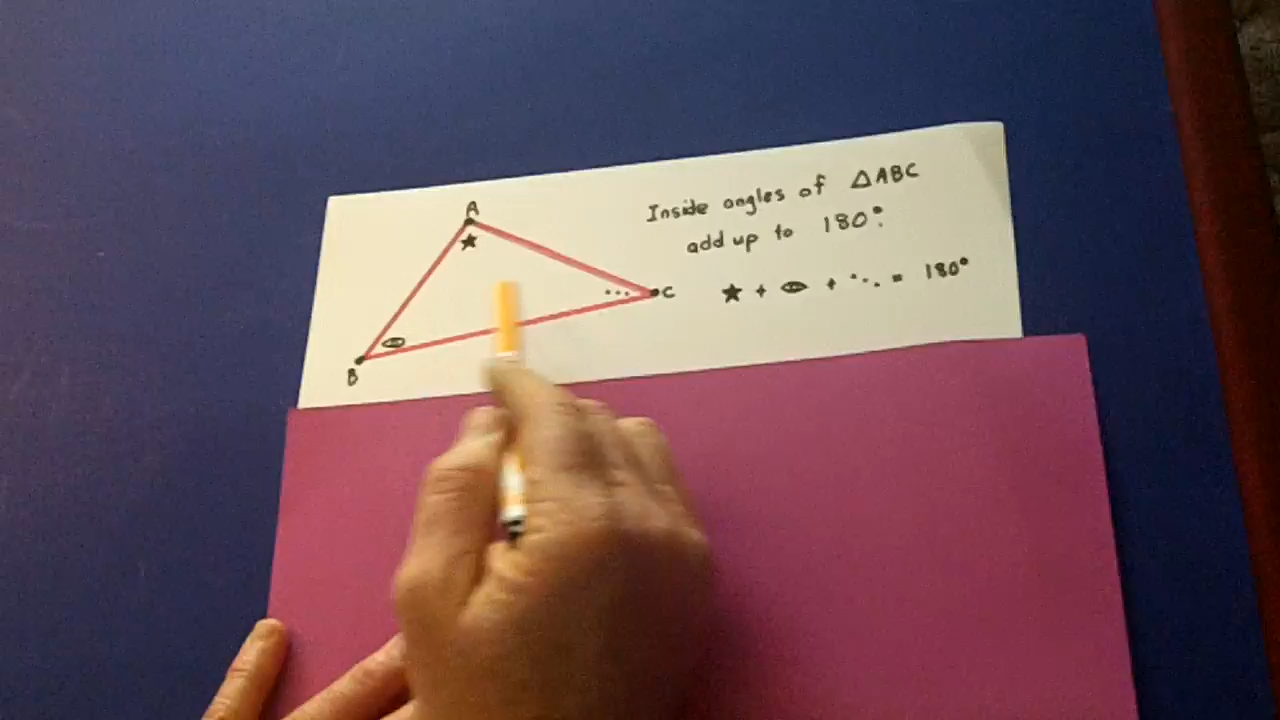 A
B
C
Inside angles of △ABC
add up to 180°.
★ + 👁 + ⋱ = 180°